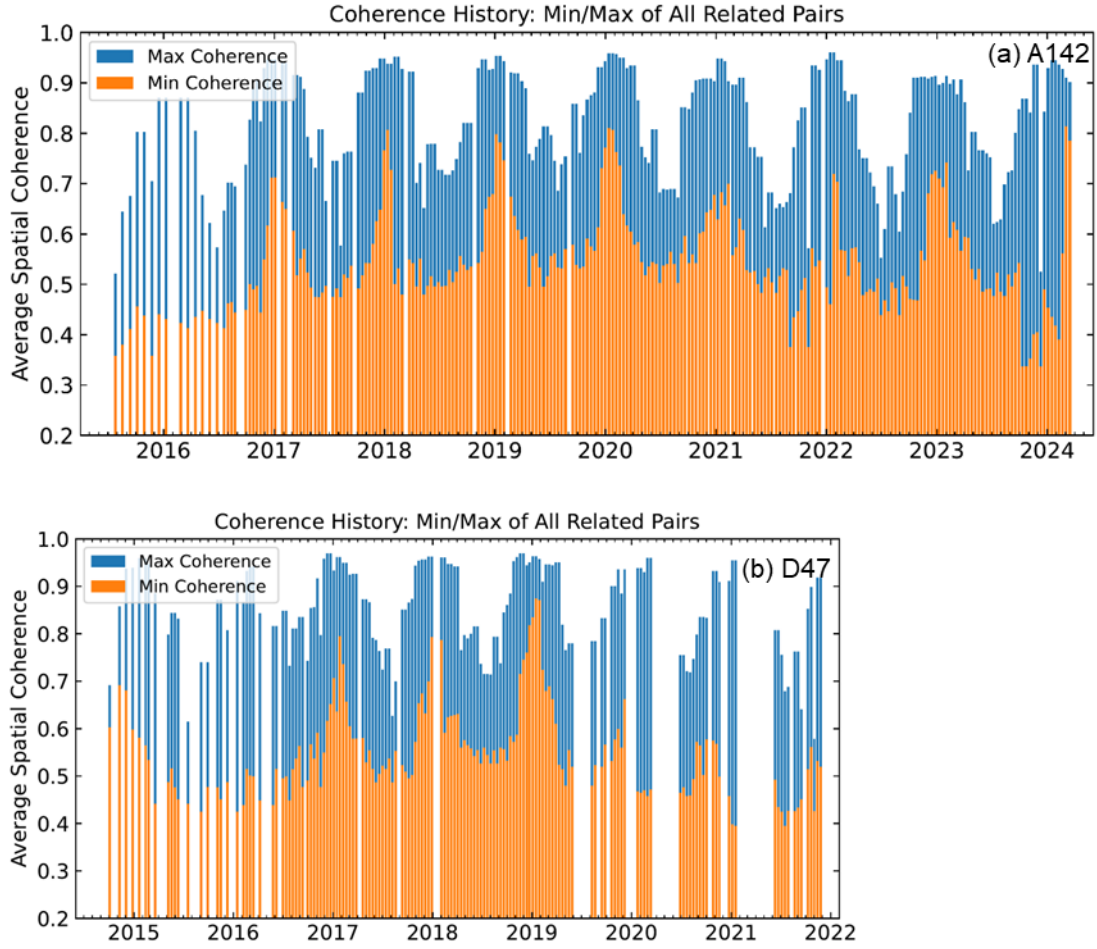 Coherence History: Min/Max of All Related Pairs
(a) A142
Max Coherence
Min Coherence
Average Spatial Coherence
1.0
0.9
0.8
0.7
0.6
0.5
0.4
0.3
0.2
2016 2017 2018 2019 2020 2021 2022 2023 2024
Coherence History: Min/Max of All Related Pairs
(b) D47
Max Coherence
Min Coherence
Average Spatial Coherence
1.0
0.9
0.8
0.7
0.6
0.5
0.4
0.3
0.2
2015 2016 2017 2018 2019 2020 2021 2022